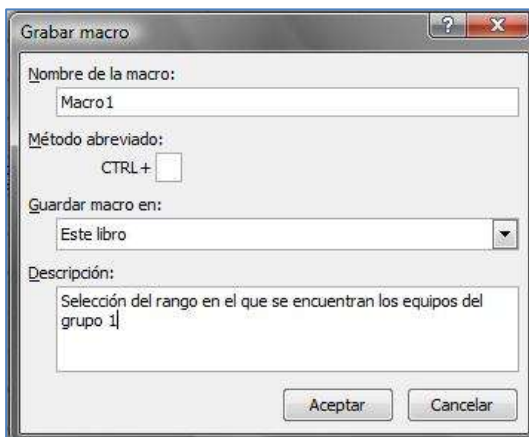 Grabar macro
Nombre de la macro:
Macro1
Método abreviado:
CTRL+
Guardar macro en:
Este libro
Descripción:
Selección del rango en el que se encuentran los equipos del
grupo 1
Aceptar
Cancelar